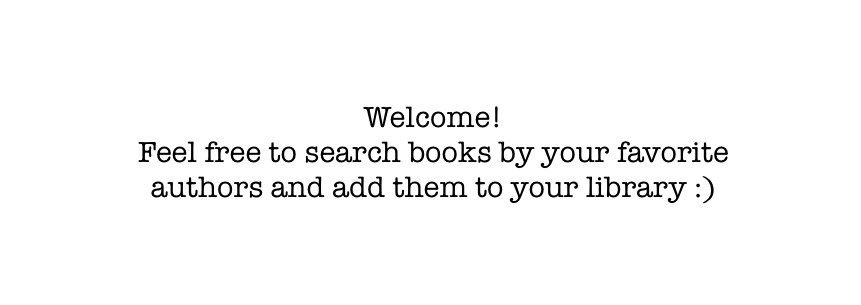 Welcome!
Feel free to search books by your favorite
authors and add them to your library :)